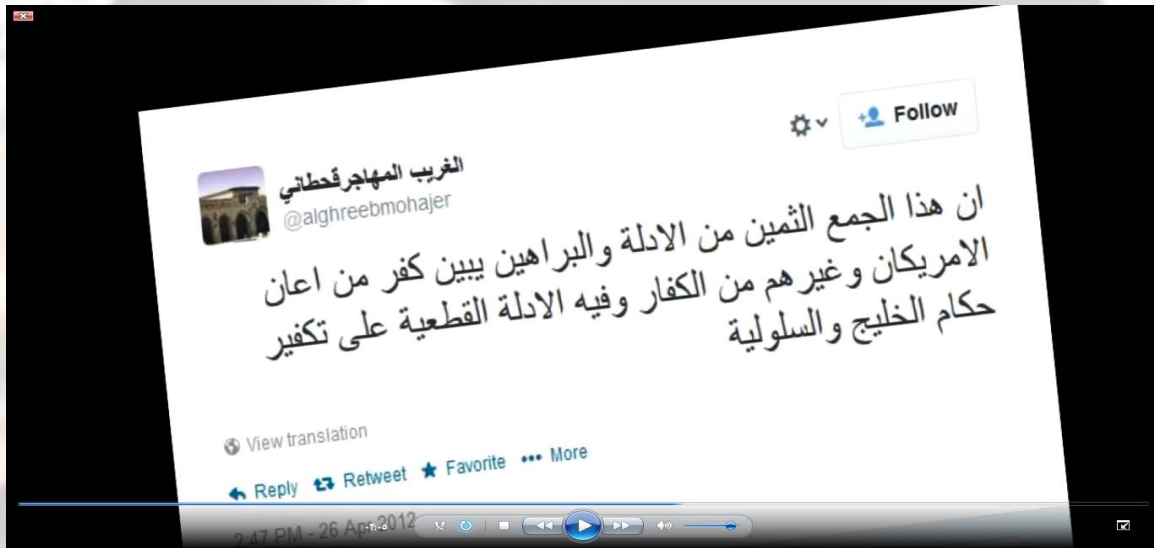 Follow
الغريب المهاجرقحطاني
@alghreebmohajer
ان هذا الجمع الثمين من الادلة والبراهين يبين كفر من اعان
الامريكان وغيرهم من الكفار وفيه الادلة القطعية على تكفير
حكام الخليج والسلولية
View translation
Reply Retweet Favorite ••• More
2:47 PM - 26 Apr 2012